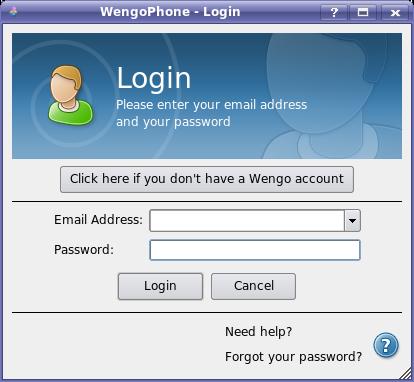 WengoPhone - Login
Login
Please enter your email address
and your password
Click here if you don't have a Wengo account
Email Address:
Password:
Login Cancel
Need help?
Forgot your password?